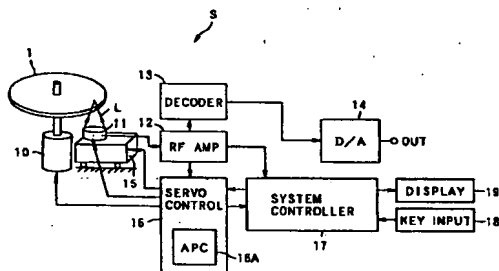 S
1
13
DECODER
14
L
11
12
D/A
OUT
10
RF AMP
15
SERVO
CONTROL
SYSTEM
CONTROLLER
DISPLAY
19
16
KEY INPUT
18
17
APC
16A